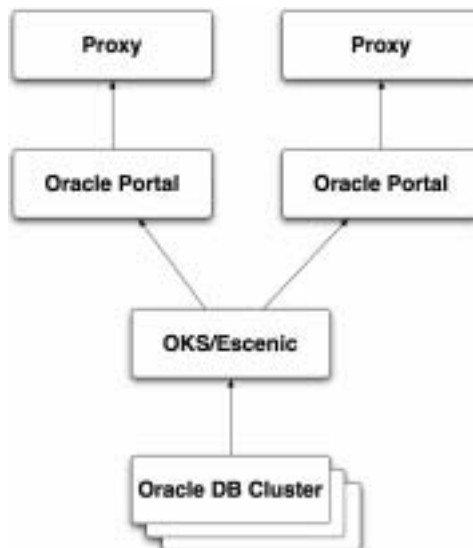 Proxy
Proxy
Oracle Portal
Oracle Portal
OKS/Escenic
Oracle DB Cluster